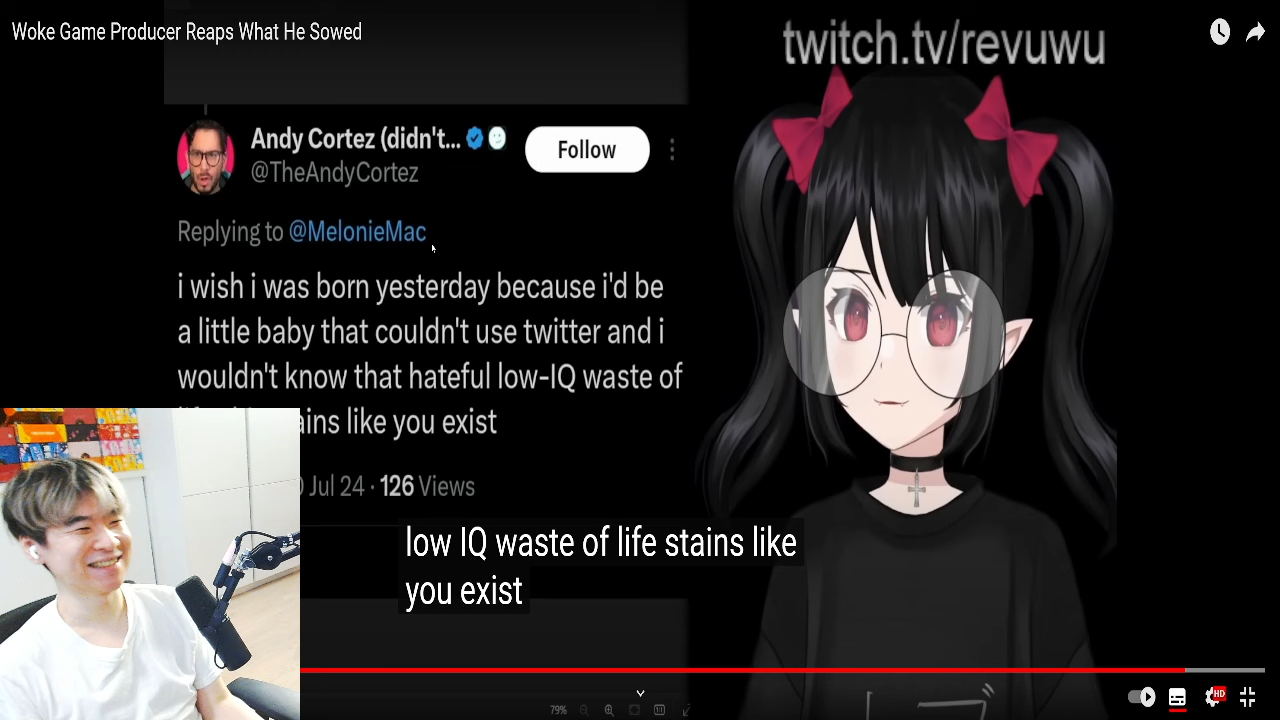 Woke Game Producer Reaps What He Sowed
twitch.tv/revuwu
Andy Cortez (didn't...
Follow
@TheAndyCortez
Replying to @MelonieMac
i wish i was born yesterday because i'd be
a little baby that couldn't use twitter and i
wouldn't know that hateful low-IQ waste of
like you exist
Jul 24 · 126 Views
low IQ waste of life stains like
you exist
79%
HD